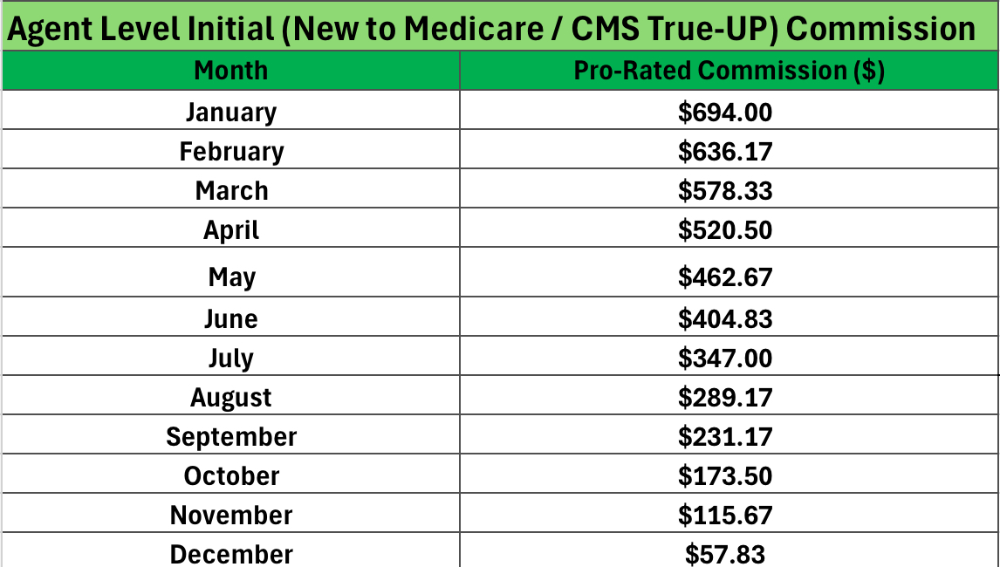 Agent Level Initial (New to Medicare / CMS True-UP) Commission
Month Pro-Rated Commission ($)
January $694.00
February $636.17
March $578.33
April $520.50
May $462.67
June $404.83
July $347.00
August $289.17
September $231.17
October $173.50
November $115.67
December $57.83